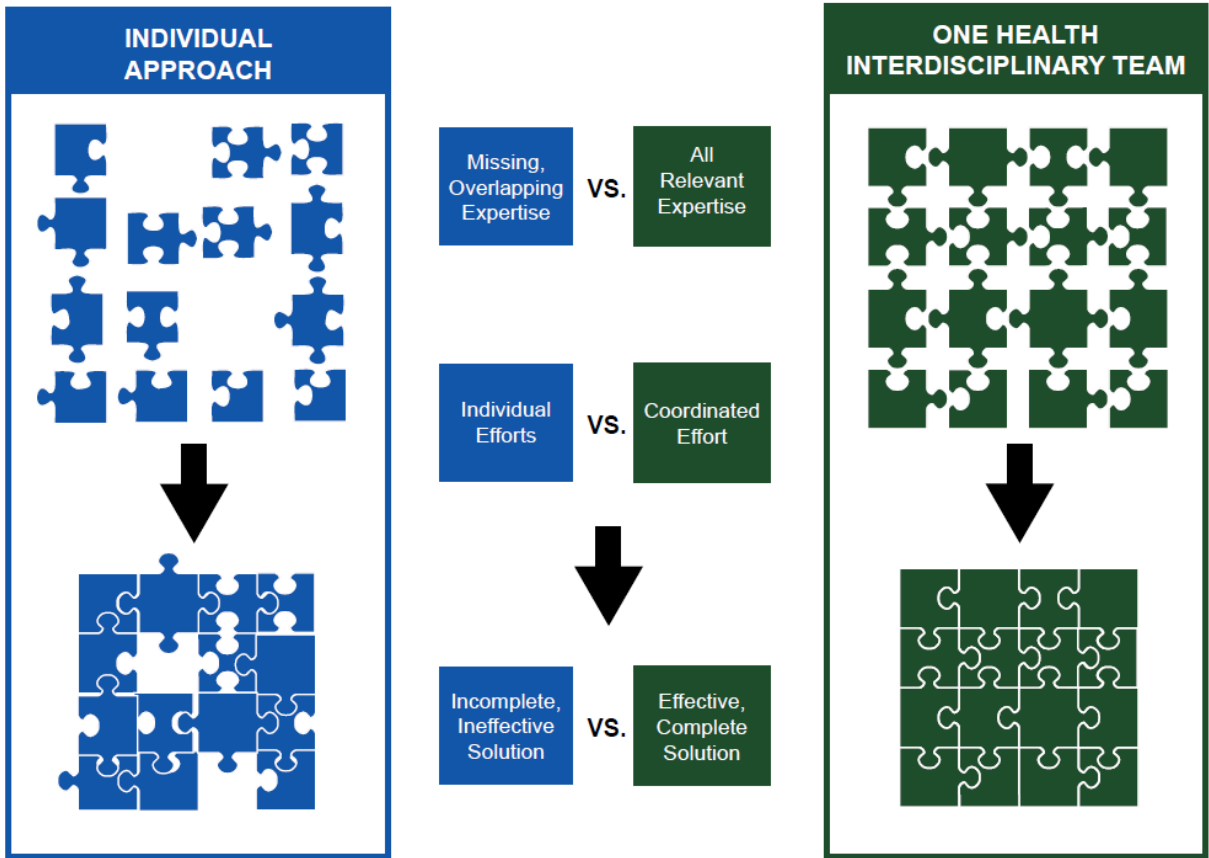 INDIVIDUAL
APPROACH
ONE HEALTH
INTERDISCIPLINARY TEAM
Missing,
Overlapping
Expertise
VS.
All
Relevant
Expertise
Individual
Efforts
VS.
Coordinated
Effort
Incomplete,
Ineffective
Solution
VS.
Effective,
Complete
Solution